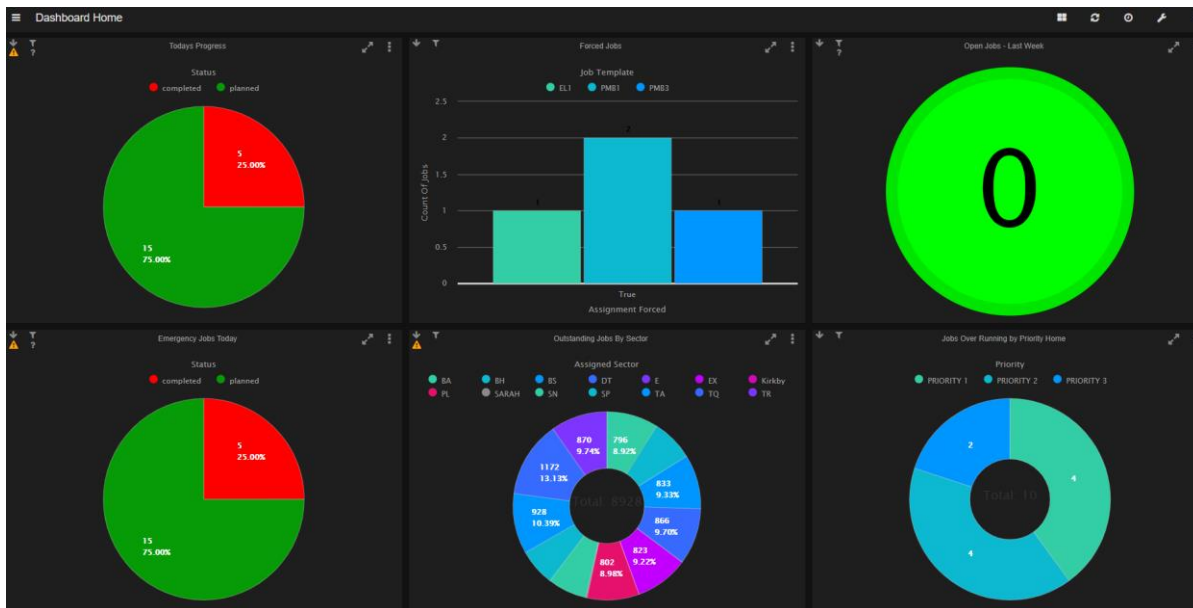 Dashboard Home
Todays Progress
?
Status
completed planned
5
25.00%
15
75.00%
Forced Jobs
Job Template
EL1 PMB1 PMB3
2.5
2
1.5
1
0.5
0
2
1
1
Count Of Jobs
True
Assignment Forced
Open Jobs - Last Week
?
0
Emergency Jobs Today
?
Status
completed planned
5
25.00%
15
75.00%
Outstanding Jobs By Sector
Assigned Sector
BA BH BS DT E EX Kirkby
PL SARAH SN SP TA TQ TR
870
9.74%
796
8.92%
1172
13.13%
833
9.33%
Total 8928
928
10.39%
866
9.70%
823
9.22%
802
8.98%
Jobs Over Running by Priority Home
Priority
PRIORITY 1 PRIORITY 2 PRIORITY 3
2
4
Total 10
4